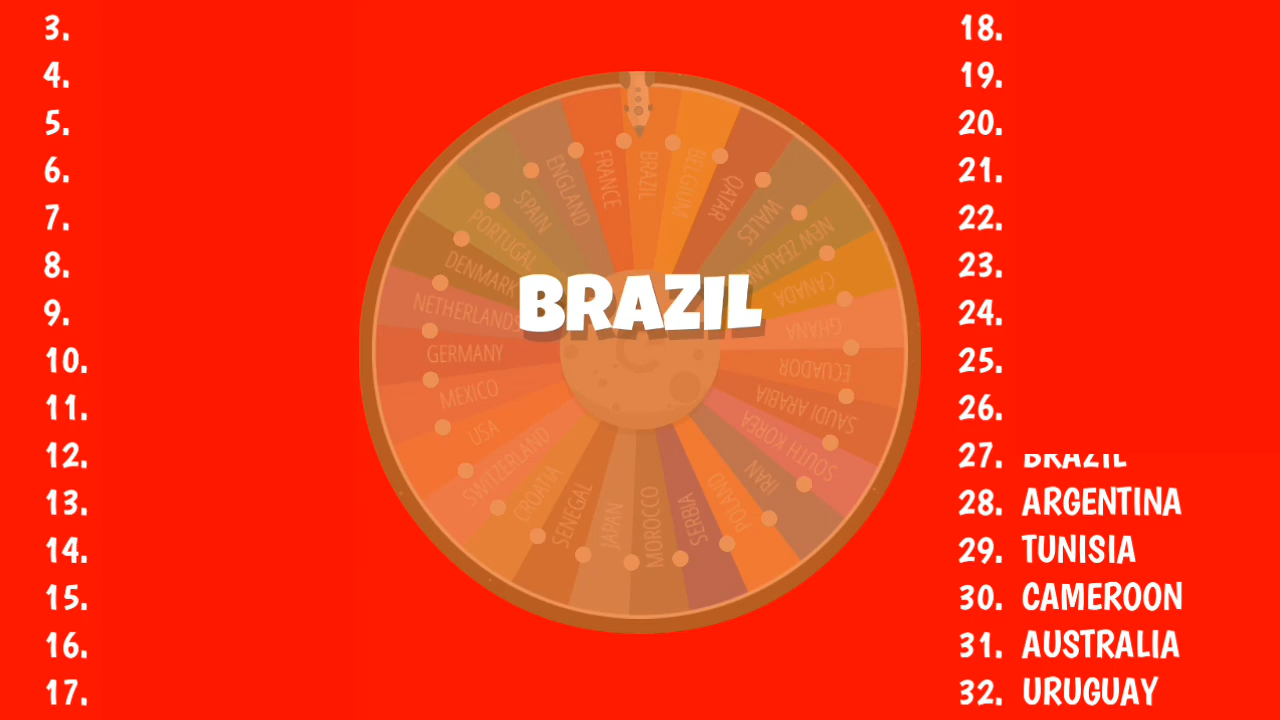 3.
4.
5.
6.
7.
8.
9.
10.
11.
12.
13.
14.
15.
16.
17.
BRAZIL
FRANCE
ENGLAND
SPAIN
PORTUGAL
DENMARK
NETHERLANDS
GERMANY
MEXICO
USA
SWITZERLAND
CROATIA
SENEGAL
JAPAN
MOROCCO
SERBIA
POLAND
IRAN
SOUTH KOREA
SAUDI ARABIA
ECUADOR
GHANA
CANADA
NEW ZEALAND
WALES
QATAR
BELGIUM
BRAZIL
18.
19.
20.
21.
22.
23.
24.
25.
26.
27. BRAZIL
28. ARGENTINA
29. TUNISIA
30. CAMEROON
31. AUSTRALIA
32. URUGUAY